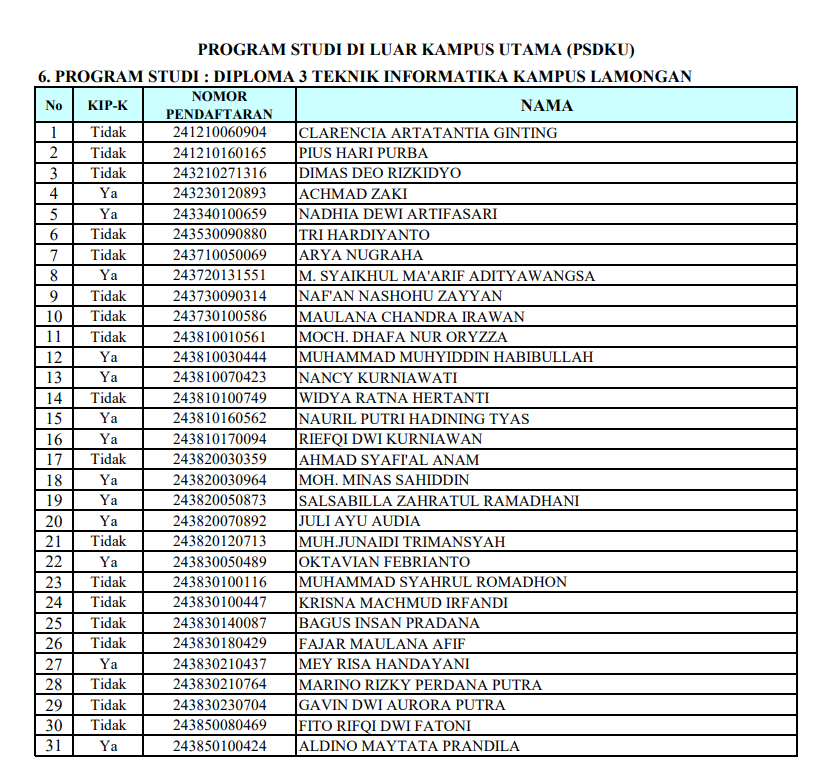 PROGRAM STUDI DI LUAR KAMPUS UTAMA (PSDKU)
6. PROGRAM STUDI : DIPLOMA 3 TEKNIK INFORMATIKA KAMPUS LAMONGAN
No KIP-K NOMOR PENDAFTARAN NAMA
1 Tidak 241210060904 CLARENCIA ARTATANTIA GINTING
2 Tidak 241210160165 PIUS HARI PURBA
3 Tidak 243210271316 DIMAS DEO RIZKIDYO
4 Ya 243230120893 ACHMAD ZAKI
5 Ya 243340100659 NADHIA DEWI ARTIFASARI
6 Tidak 243530090880 TRI HARDIYANTO
7 Tidak 243710050069 ARYA NUGRAHA
8 Ya 243720131551 M. SYAIKHUL MA'ARIF ADITYAWANGSA
9 Tidak 243730090314 NAF'AN NASHOHU ZAYYAN
10 Tidak 243730100586 MAULANA CHANDRA IRAWAN
11 Tidak 243810010561 MOCH. DHAFA NUR ORYZZA
12 Ya 243810030444 MUHAMMAD MUHYIDDIN HABIBULLAH
13 Ya 243810070423 NANCY KURNIAWATI
14 Tidak 243810100749 WIDYA RATNA HERTANTI
15 Ya 243810160562 NAURIL PUTRI HADINING TYAS
16 Ya 243810170094 RIEFQI DWI KURNIAWAN
17 Tidak 243820030359 AHMAD SYAFI'AL ANAM
18 Ya 243820030964 MOH. MINAS SAHIDDIN
19 Ya 243820050873 SALSABILLA ZAHRATUL RAMADHANI
20 Ya 243820070892 JULI AYU AUDIA
21 Tidak 243820120713 MUH.JUNAIDI TRIMANSYAH
22 Ya 243830050489 OKTAVIAN FEBRIANTO
23 Tidak 243830100116 MUHAMMAD SYAHRUL ROMADHON
24 Tidak 243830100447 KRISNA MACHMUD IRFANDI
25 Tidak 243830140087 BAGUS INSAN PRADANA
26 Tidak 243830180429 FAJAR MAULANA AFIF
27 Ya 243830210437 MEY RISA HANDAYANI
28 Tidak 243830210764 MARINO RIZKY PERDANA PUTRA
29 Tidak 243830230704 GAVIN DWI AURORA PUTRA
30 Tidak 243850080469 FITO RIFQI DWI FATONI
31 Ya 243850100424 ALDINO MAYTATA PRANDILA